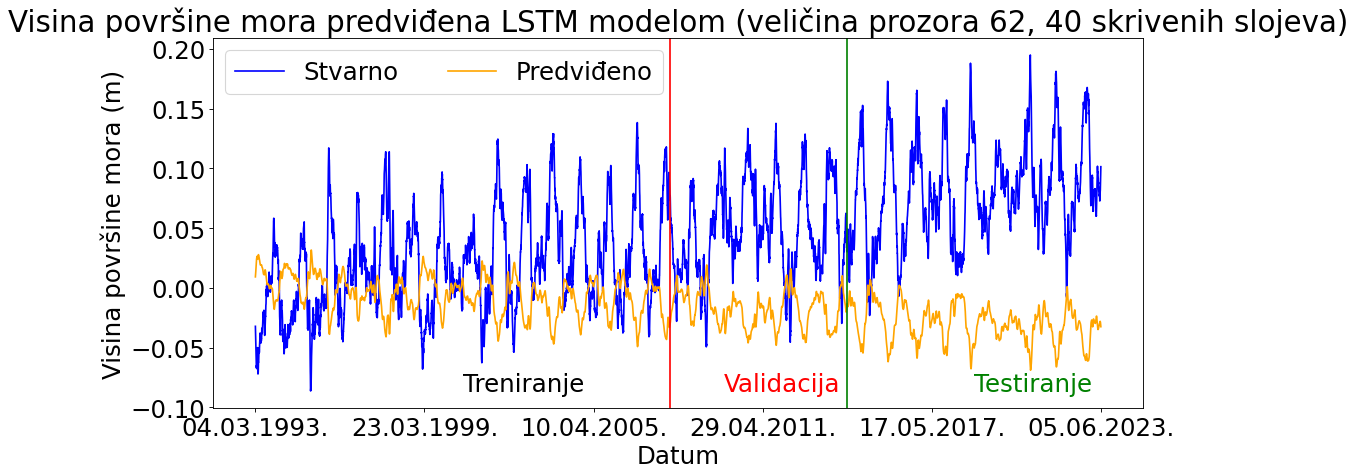 Visina površine mora predviđena LSTM modelom (veličina prozora 62, 40 skrivenih slojeva)
Visina površine mora (m)
0.20
0.15
0.10
0.05
0.00
−0.05
−0.10
Stvarno
Predviđeno
Treniranje
Validacija
Testiranje
04.03.1993.
23.03.1999.
10.04.2005.
29.04.2011.
17.05.2017.
05.06.2023.
Datum